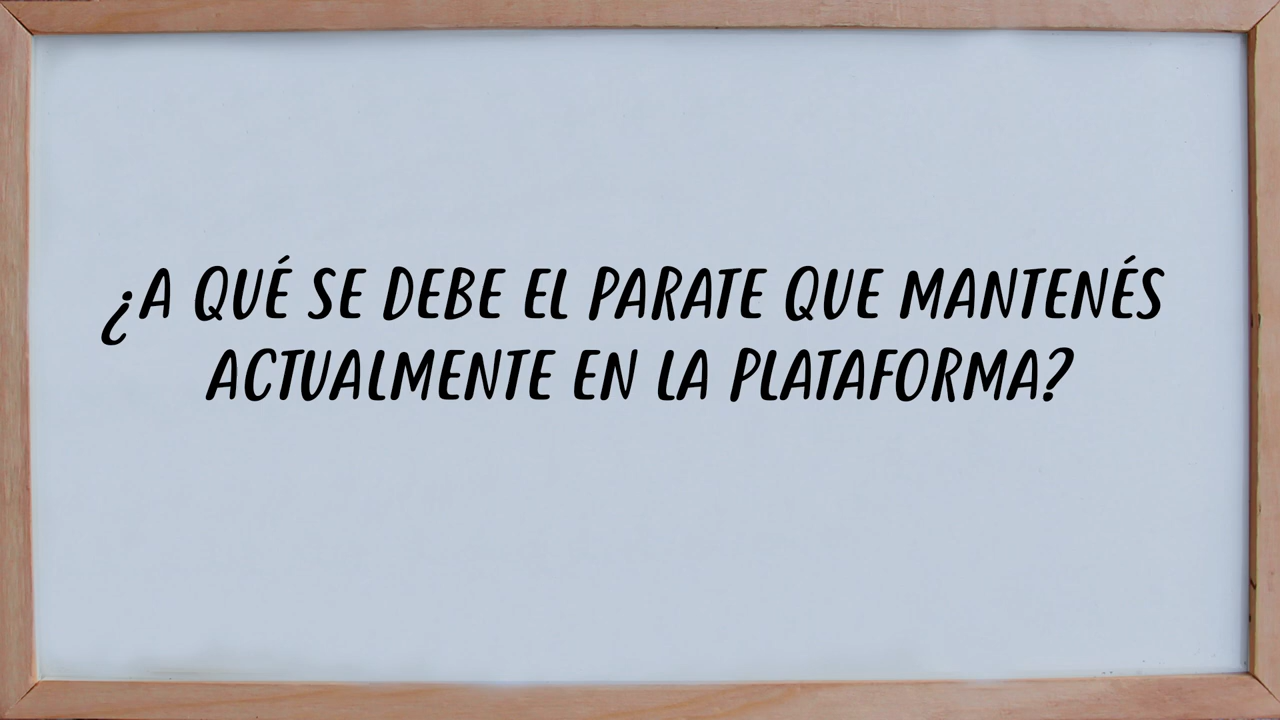 ¿A QUÉ SE DEBE EL PARATE QUE MANTENÉS
ACTUALMENTE EN LA PLATAFORMA?